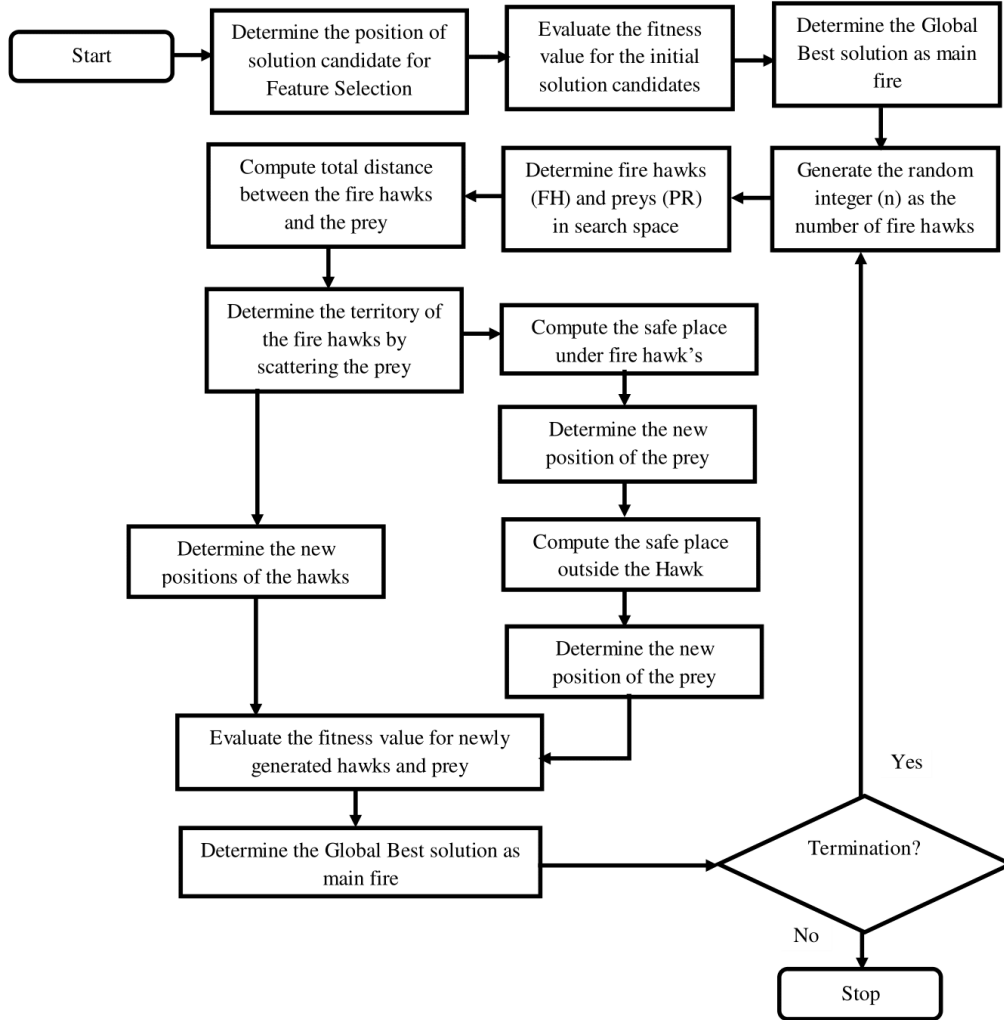 Start
Determine the position of
solution candidate for
Feature Selection
Evaluate the fitness
value for the initial
solution candidates
Determine the Global
Best solution as main
fire
Generate the random
integer (n) as the
number of fire hawks
Determine fire hawks
(FH) and preys (PR)
in search space
Compute total distance
between the fire hawks
and the prey
Determine the territory
of the fire hawks by
scattering the prey
Compute the safe place
under fire hawk’s
Determine the new
position of the prey
Compute the safe place
outside the Hawk
Determine the new
position of the prey
Determine the new
positions of the hawks
Evaluate the fitness value for newly
generated hawks and prey
Determine the Global Best solution as
main fire
Termination?
Yes
No
Stop